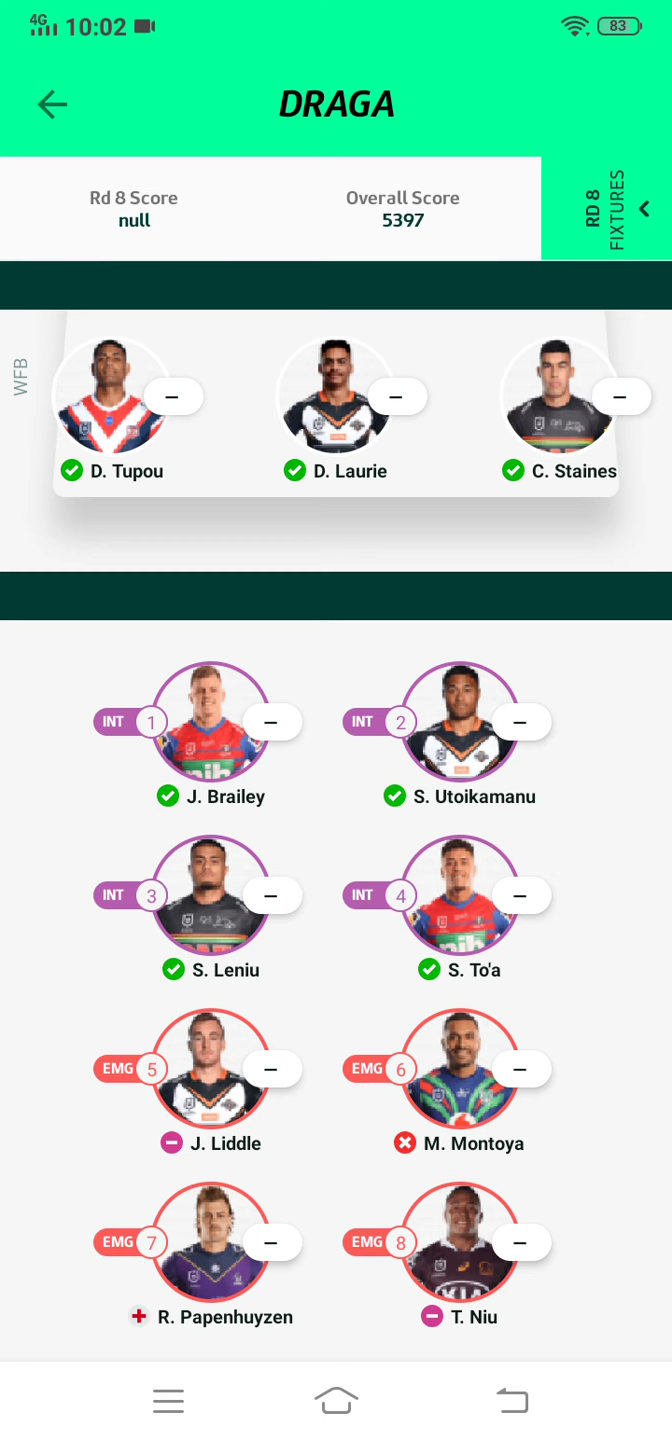 4G 10:02 83
DRAGA
Rd 8 Score
null
Overall Score
5397
RD 8
FIXTURES
WFB
D. Tupou
D. Laurie
C. Staines
INT 1
INT 2
J. Brailey
S. Utoikamanu
INT 3
INT 4
S. Leniu
S. To'a
EMG 5
EMG 6
J. Liddle
M. Montoya
EMG 7
EMG 8
R. Papenhuyzen
T. Niu